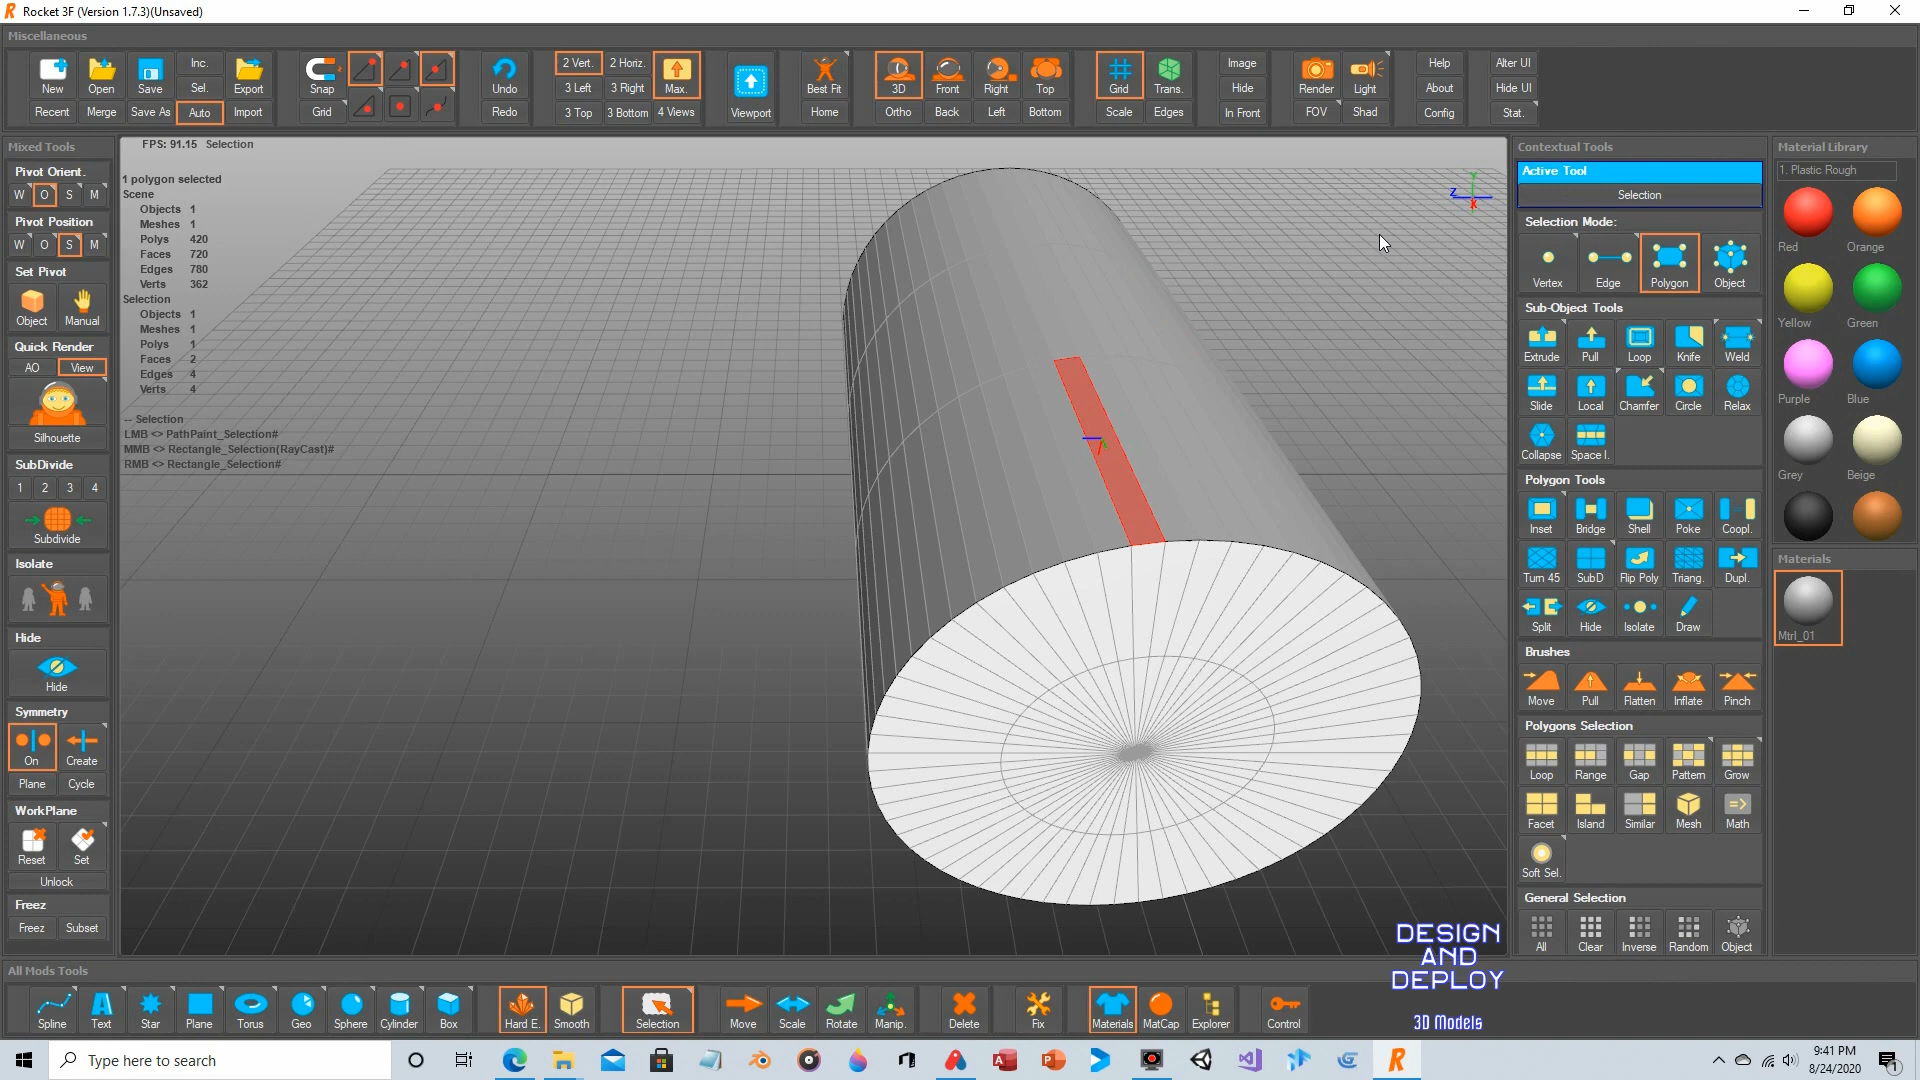 Rocket 3F (Version 1.7.3)(Unsaved)
Miscellaneous
New Open Save Inc. Sel. Export
Recent Merge Save As Auto Import
Snap Grid
Undo Redo
2 Vert. 2 Horiz. Max.
3 Left 3 Right
3 Top 3 Bottom 4 Views
Viewport
Best Fit Home
3D Front Right Top
Ortho Back Left Bottom
Grid Trans.
Scale Edges
Image
Hide
In Front
Render Light
FOV Shad
Help
About
Config
Alter UI
Hide UI
Stat.
Mixed Tools
Pivot Orient.
W O S M
Pivot Position
W O S M
Set Pivot
Object Manual
Quick Render
AO View
Silhouette
SubDivide
1 2 3 4
Subdivide
Isolate
Hide
Hide
Symmetry
On Create
Plane Cycle
WorkPlane
Reset Set
Unlock
Freez
Freez Subset
FPS: 91.15 Selection
1 polygon selected
Scene
Objects 1
Meshes 1
Polys 420
Faces 720
Edges 780
Verts 362
Selection
Objects 1
Meshes 1
Polys 1
Faces 2
Edges 4
Verts 4
-- Selection
LMB <> PathPaint_Selection#
MMB <> Rectangle_Selection(RayCast)#
RMB <> Rectangle_Selection#
Y
Z
X
Contextual Tools
Active Tool
Selection
Selection Mode:
Vertex Edge Polygon Object
Sub-Object Tools
Extrude Pull Loop Knife Weld
Slide Local Chamfer Circle Relax
Collapse Space I.
Polygon Tools
Inset Bridge Shell Poke Copl.
Turn 45 SubD Flip Poly Triang. Dupl.
Split Hide Isolate Draw
Brushes
Move Pull Flatten Inflate Pinch
Polygons Selection
Loop Range Gap Pattern Grow
Facet Island Similar Mesh Math
Soft Sel.
General Selection
All Clear Inverse Random Object
Material Library
1. Plastic Rough
Red Orange
Yellow Green
Purple Blue
Grey Beige
Materials
Mtrl_01
DESIGN
AND
DEPLOY
3D Models
All Mods Tools
Spline Text Star Plane Torus Geo Sphere Cylinder Box Hard E. Smooth Selection Move Scale Rotate Manip. Delete Fix Materials MatCap Explorer Control
Type here to search
9:41 PM
8/24/2020
1